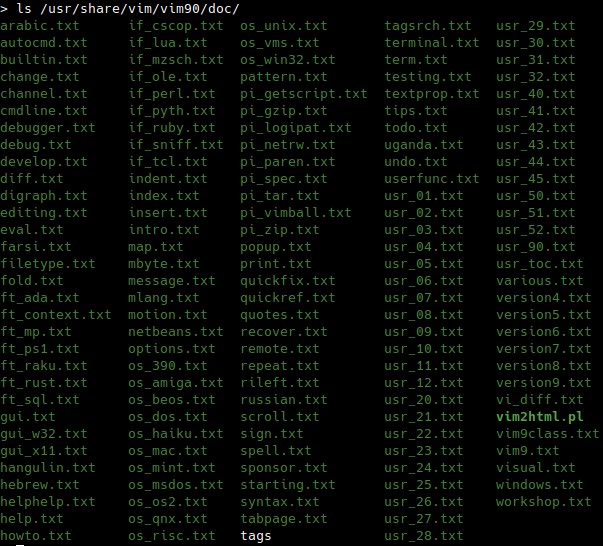 > ls /usr/share/vim/vim90/doc/
arabic.txt if_cscop.txt os_unix.txt tagsrch.txt usr_29.txt
autocmd.txt if_lua.txt os_vms.txt terminal.txt usr_30.txt
builtin.txt if_mzsch.txt os_win32.txt term.txt usr_31.txt
change.txt if_ole.txt pattern.txt testing.txt usr_32.txt
channel.txt if_perl.txt pi_getscript.txt textprop.txt usr_40.txt
cmdline.txt if_pyth.txt pi_gzip.txt tips.txt usr_41.txt
debugger.txt if_ruby.txt pi_logipat.txt todo.txt usr_42.txt
debug.txt if_sniff.txt pi_netrw.txt uganda.txt usr_43.txt
develop.txt if_tcl.txt pi_paren.txt undo.txt usr_44.txt
diff.txt indent.txt pi_spec.txt userfunc.txt usr_45.txt
digraph.txt index.txt pi_tar.txt usr_01.txt usr_50.txt
editing.txt insert.txt pi_vimball.txt usr_02.txt usr_51.txt
eval.txt intro.txt pi_zip.txt usr_03.txt usr_52.txt
farsi.txt map.txt popup.txt usr_04.txt usr_90.txt
filetype.txt mbyte.txt print.txt usr_05.txt usr_toc.txt
fold.txt message.txt quickfix.txt usr_06.txt various.txt
ft_ada.txt mlang.txt quickref.txt usr_07.txt version4.txt
ft_context.txt motion.txt quotes.txt usr_08.txt version5.txt
ft_mp.txt netbeans.txt recover.txt usr_09.txt version6.txt
ft_ps1.txt options.txt remote.txt usr_10.txt version7.txt
ft_raku.txt os_390.txt repeat.txt usr_11.txt version8.txt
ft_rust.txt os_amiga.txt rileft.txt usr_12.txt version9.txt
ft_sql.txt os_beos.txt russian.txt usr_20.txt vi_diff.txt
gui.txt os_dos.txt scroll.txt usr_21.txt vim2html.pl
gui_w32.txt os_haiku.txt sign.txt usr_22.txt vim9class.txt
gui_x11.txt os_mac.txt spell.txt usr_23.txt vim9.txt
hangulin.txt os_mint.txt sponsor.txt usr_24.txt visual.txt
hebrew.txt os_msdos.txt starting.txt usr_25.txt windows.txt
helphelp.txt os_os2.txt syntax.txt usr_26.txt workshop.txt
help.txt os_qnx.txt tabpage.txt usr_27.txt
howto.txt os_risc.txt tags usr_28.txt